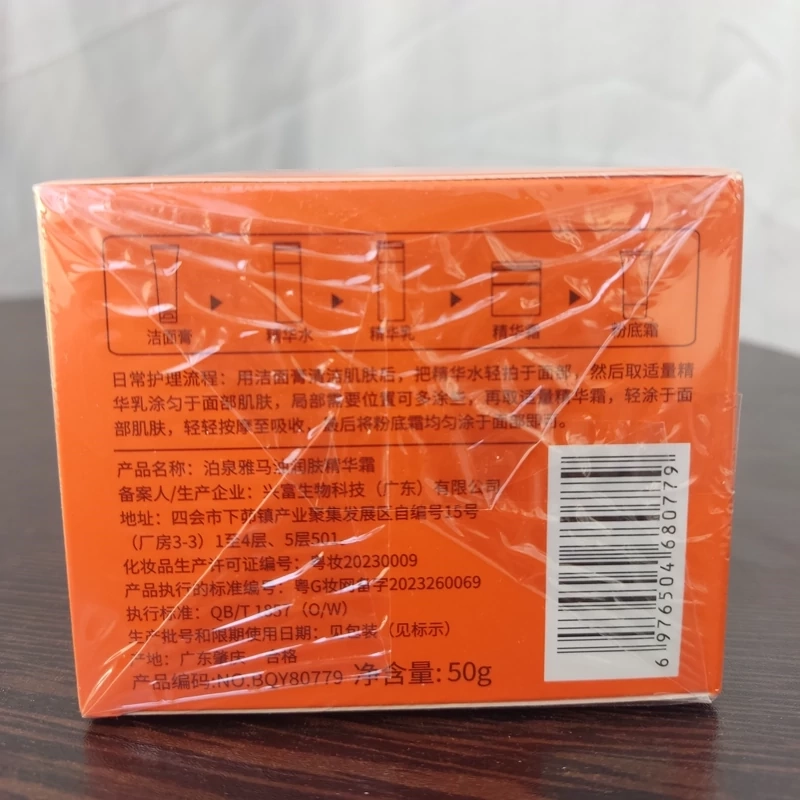 洁面膏 精华水 精华乳 精华霜 粉底霜
日常护理流程：用洁面膏清洁肌肤后，把精华水轻拍于面部，然后取适量精
华乳涂匀于面部肌肤，局部需要位置可多涂些，再取适量精华霜，轻涂于面
部肌肤，轻轻按摩至吸收，最后将粉底霜均匀涂于面部即可。
产品名称：泊泉雅马油润肤精华霜
备案人/生产企业：兴富生物科技（广东）有限公司
地址：四会市下茆镇产业聚集发展区自编号15号
（厂房3-3）1至4层、5层501
化妆品生产许可证编号：粤妆20230009
产品执行的标准编号：粤G妆网备字2023260069
执行标准：QB/T 1857（O/W）
生产批号和限期使用日期：见包装（见标示）
产地：广东肇庆 合格
产品编码:NO.BQY80779 净含量:50g
6 976504 680779